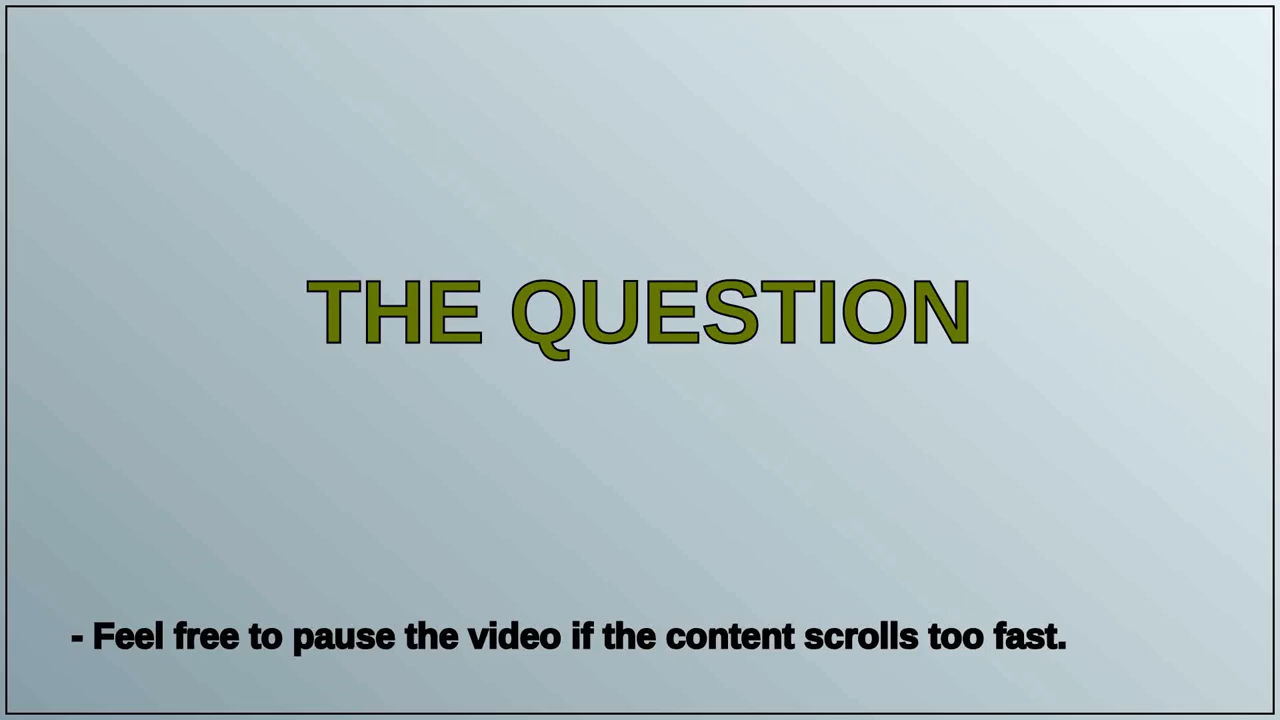 THE QUESTION
- Feel free to pause the video if the content scrolls too fast.